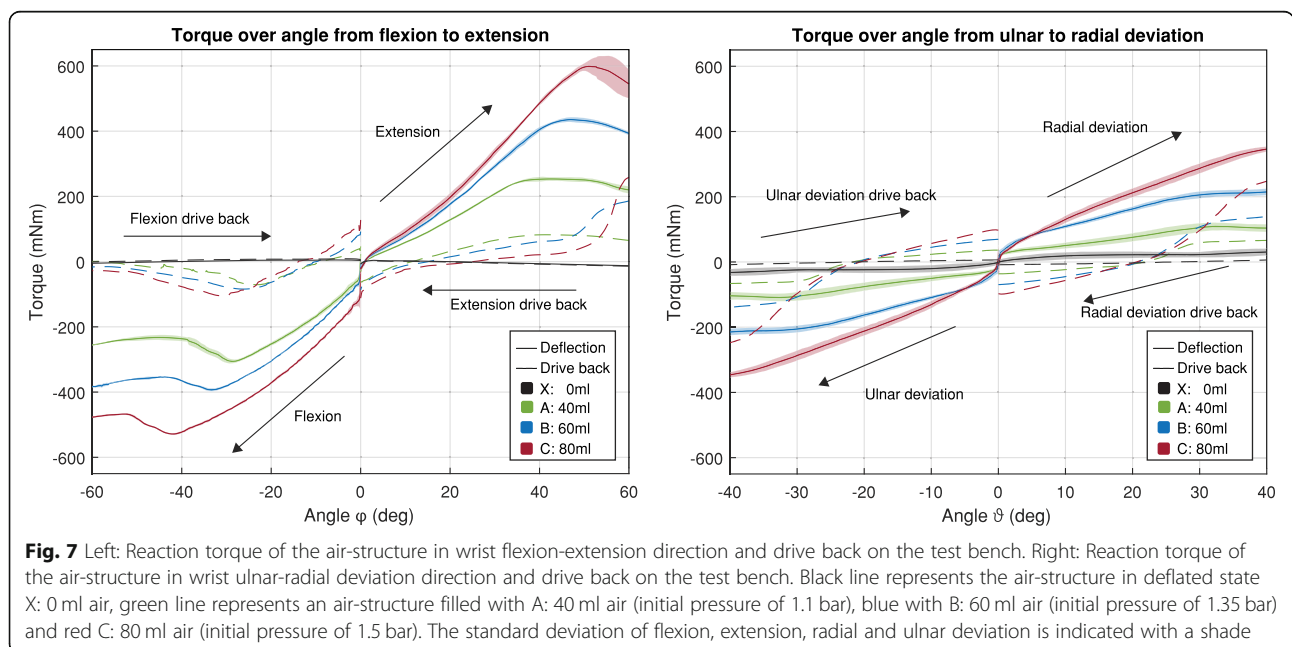 Torque over angle from flexion to extension
600
400
200
0
-200
-400
-600
Torque (mNm)
Extension
Flexion drive back
Extension drive back
Flexion
Deflection
Drive back
X: 0ml
A: 40ml
B: 60ml
C: 80ml
-60 -40 -20 0 20 40 60
Angle φ (deg)
Torque over angle from ulnar to radial deviation
600
400
200
0
-200
-400
-600
Torque (mNm)
Radial deviation
Ulnar deviation drive back
Radial deviation drive back
Ulnar deviation
Deflection
Drive back
X: 0ml
A: 40ml
B: 60ml
C: 80ml
-40 -30 -20 -10 0 10 20 30 40
Angle ϑ (deg)
Fig. 7 Left: Reaction torque of the air-structure in wrist flexion-extension direction and drive back on the test bench. Right: Reaction torque of
the air-structure in wrist ulnar-radial deviation direction and drive back on the test bench. Black line represents the air-structure in deflated state
X: 0 ml air, green line represents an air-structure filled with A: 40 ml air (initial pressure of 1.1 bar), blue with B: 60 ml air (initial pressure of 1.35 bar)
and red C: 80 ml air (initial pressure of 1.5 bar). The standard deviation of flexion, extension, radial and ulnar deviation is indicated with a shade